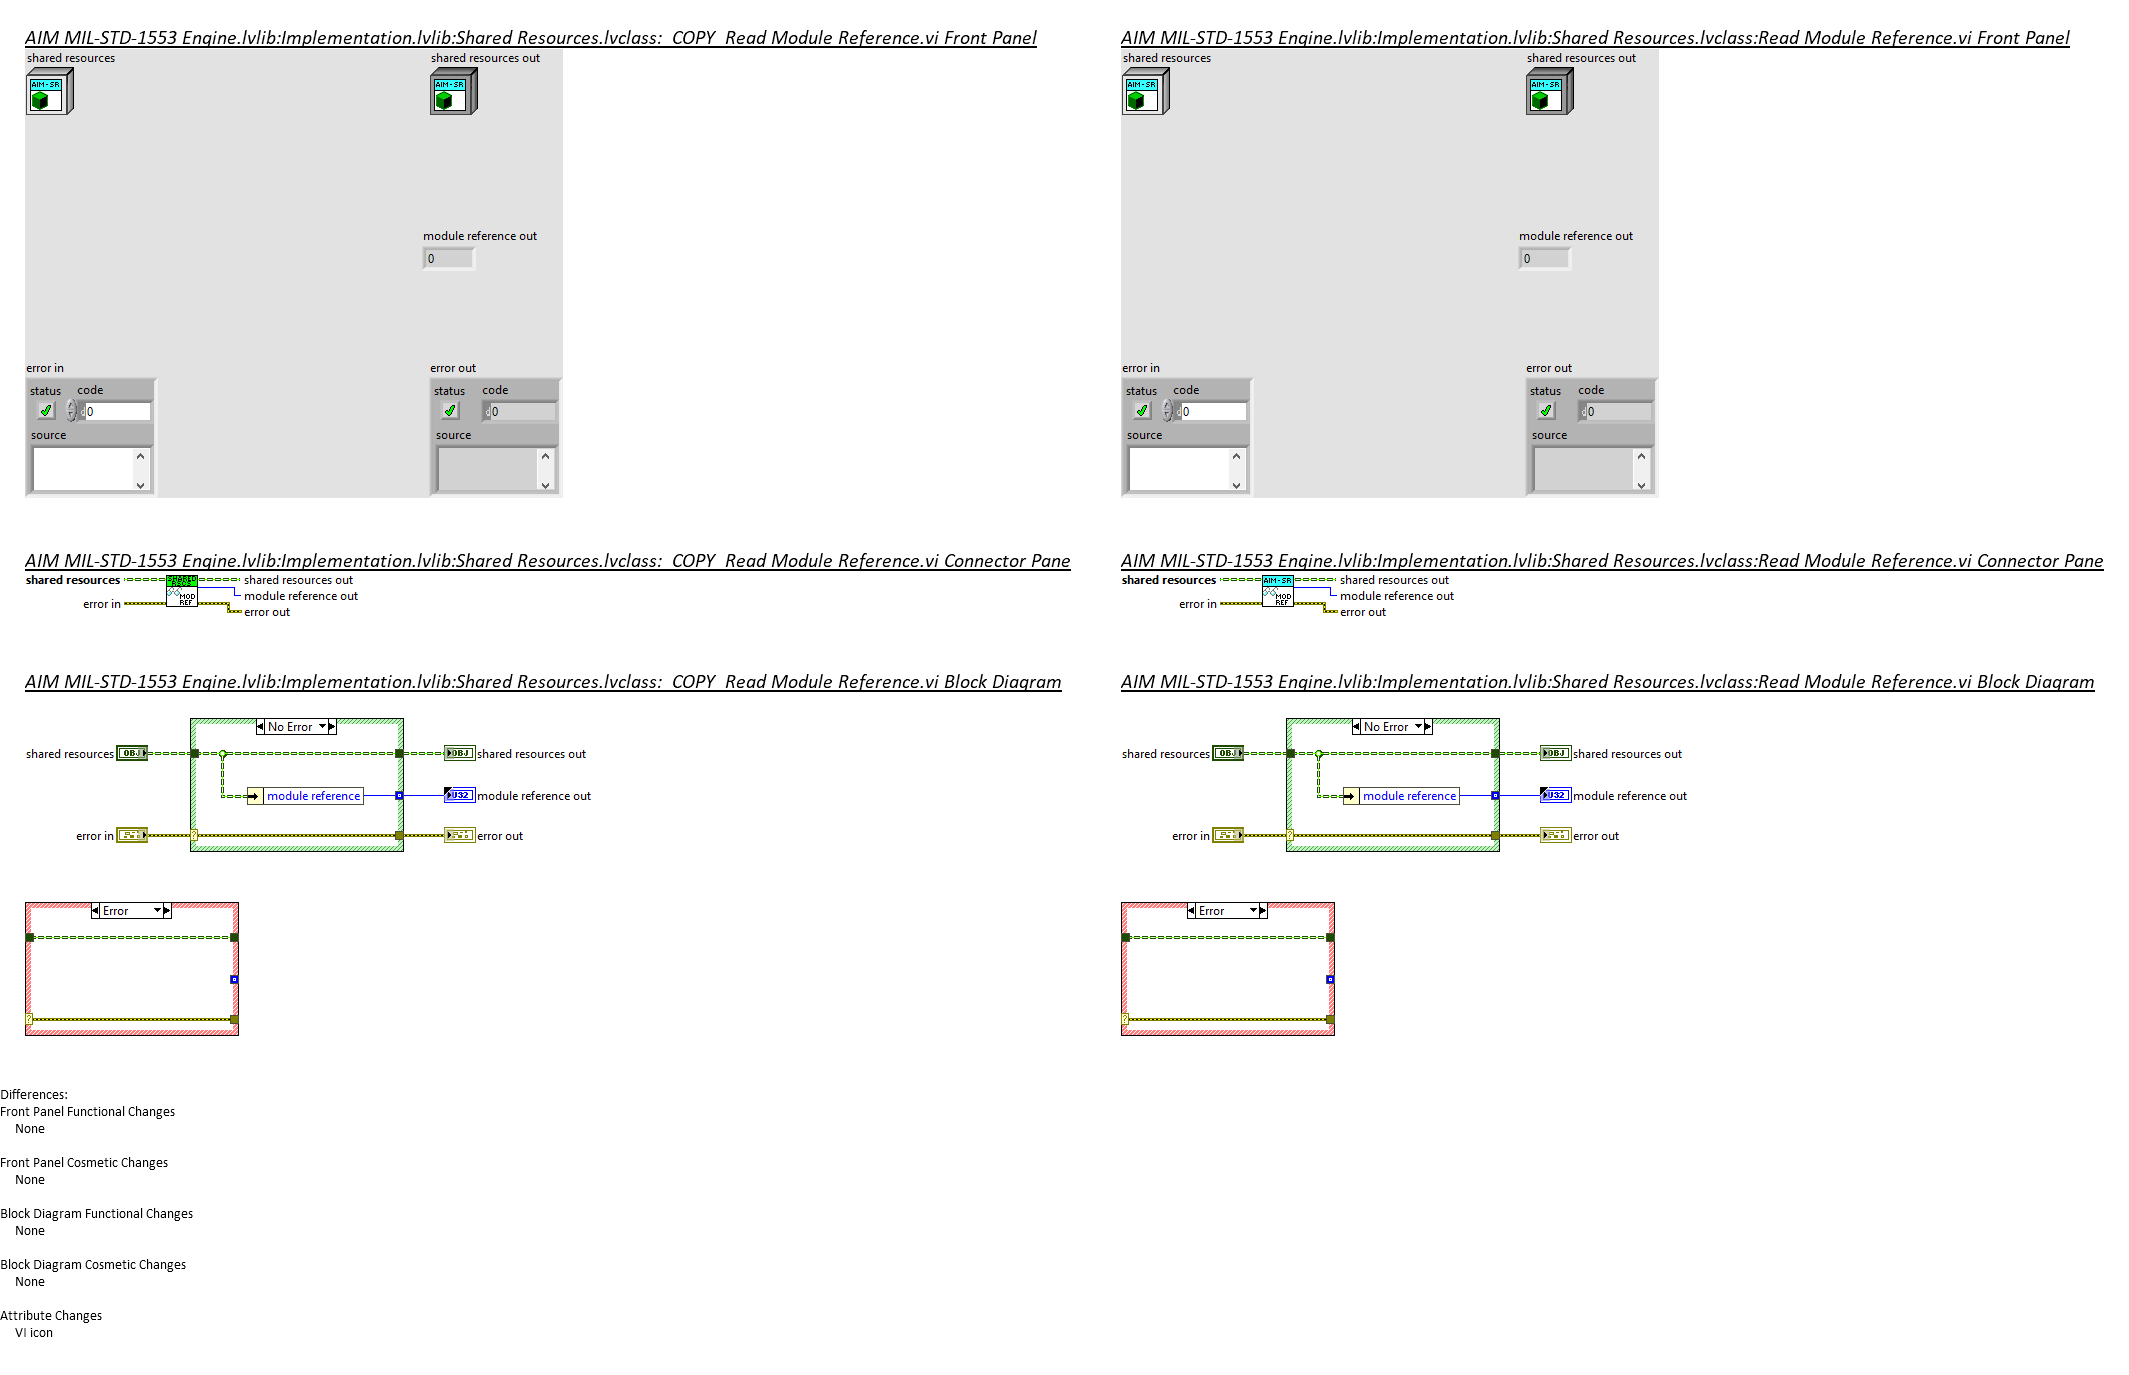 AIM MIL-STD-1553 Engine.lvlib:Implementation.lvlib:Shared Resources.lvclass:  COPY  Read Module Reference.vi Front Panel
shared resources
shared resources out
AIM-SR
AIM-SR
module reference out
0
error in
error out
status code
status code
0
0
source
source
AIM MIL-STD-1553 Engine.lvlib:Implementation.lvlib:Shared Resources.lvclass:Read Module Reference.vi Front Panel
shared resources
shared resources out
AIM-SR
AIM-SR
module reference out
0
error in
error out
status code
status code
0
0
source
source
AIM MIL-STD-1553 Engine.lvlib:Implementation.lvlib:Shared Resources.lvclass:  COPY  Read Module Reference.vi Connector Pane
shared resources
SHARED
shared resources out
MOD
module reference out
error in
REF
error out
AIM MIL-STD-1553 Engine.lvlib:Implementation.lvlib:Shared Resources.lvclass:Read Module Reference.vi Connector Pane
shared resources
AIM-SR
shared resources out
MOD
module reference out
error in
REF
error out
AIM MIL-STD-1553 Engine.lvlib:Implementation.lvlib:Shared Resources.lvclass:  COPY  Read Module Reference.vi Block Diagram
No Error
shared resources OBJ
OBJ shared resources out
module reference
U32 module reference out
error in
?
error out
Error
?
AIM MIL-STD-1553 Engine.lvlib:Implementation.lvlib:Shared Resources.lvclass:Read Module Reference.vi Block Diagram
No Error
shared resources OBJ
OBJ shared resources out
module reference
U32 module reference out
error in
?
error out
Error
?
Differences:
Front Panel Functional Changes
None
Front Panel Cosmetic Changes
None
Block Diagram Functional Changes
None
Block Diagram Cosmetic Changes
None
Attribute Changes
VI icon